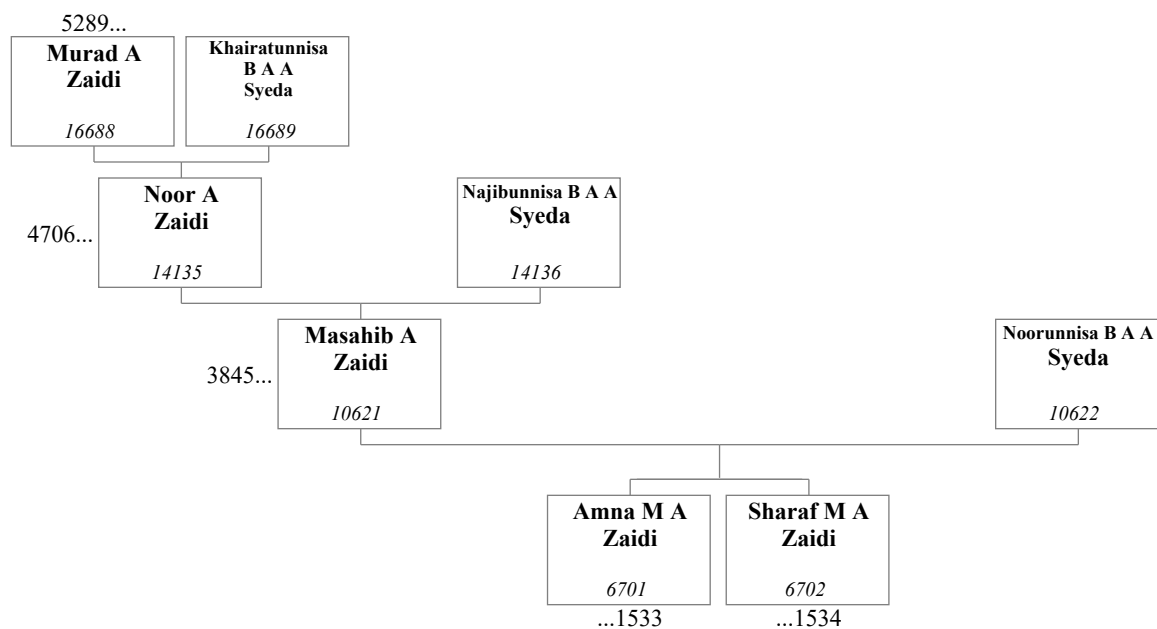 5289...
Murad A
Zaidi
16688
Khairatunnisa
B A A
Syeda
16689
4706...
Noor A
Zaidi
14135
Najibunnisa B A A
Syeda
14136
3845...
Masahib A
Zaidi
10621
Noorunnisa B A A
Syeda
10622
Amna M A
Zaidi
6701
...1533
Sharaf M A
Zaidi
6702
...1534